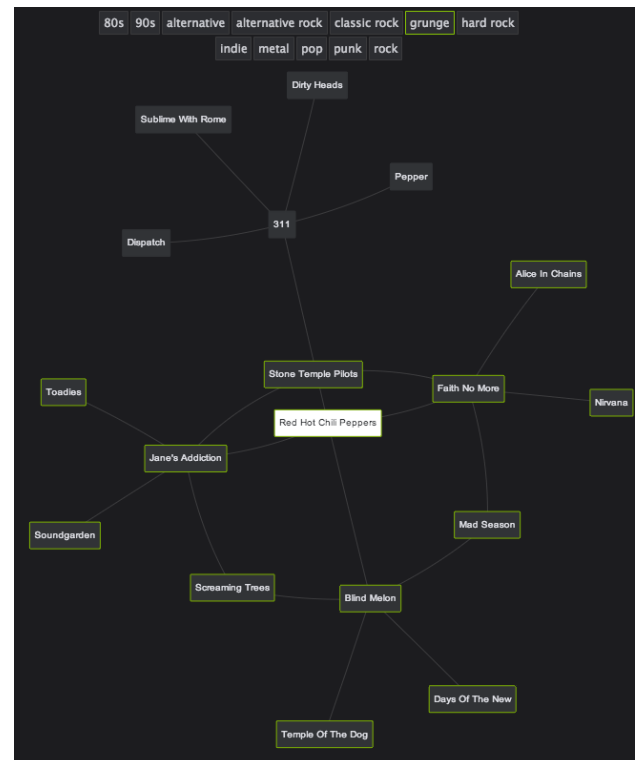 80s 90s alternative alternative rock classic rock grunge hard rock
indie metal pop punk rock
Dirty Heads
Sublime With Rome
Pepper
311
Dispatch
Alice In Chains
Stone Temple Pilots
Faith No More
Toadies
Nirvana
Red Hot Chili Peppers
Jane's Addiction
Mad Season
Soundgarden
Screaming Trees
Blind Melon
Days Of The New
Temple Of The Dog